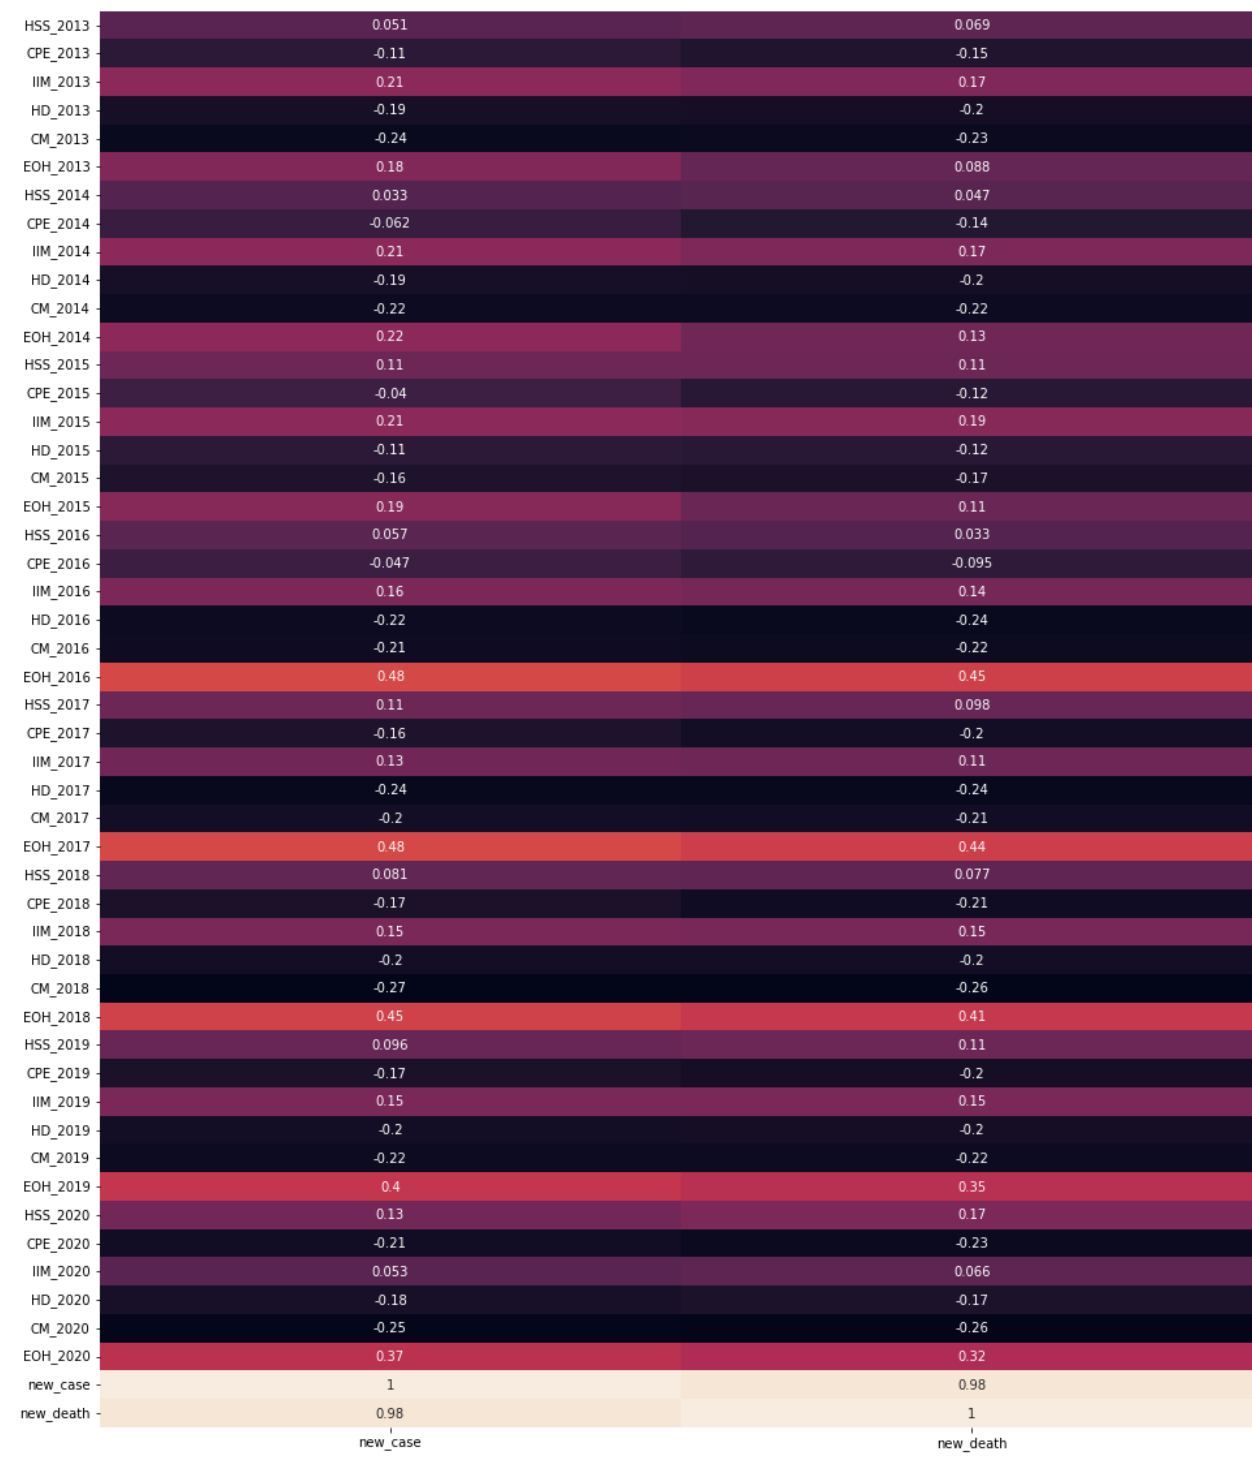 HSS_2013 0.051 0.069
CPE_2013 -0.11 -0.15
IIM_2013 0.21 0.17
HD_2013 -0.19 -0.2
CM_2013 -0.24 -0.23
EOH_2013 0.18 0.088
HSS_2014 0.033 0.047
CPE_2014 -0.062 -0.14
IIM_2014 0.21 0.17
HD_2014 -0.19 -0.2
CM_2014 -0.22 -0.22
EOH_2014 0.22 0.13
HSS_2015 0.11 0.11
CPE_2015 -0.04 -0.12
IIM_2015 0.21 0.19
HD_2015 -0.11 -0.12
CM_2015 -0.16 -0.17
EOH_2015 0.19 0.11
HSS_2016 0.057 0.033
CPE_2016 -0.047 -0.095
IIM_2016 0.16 0.14
HD_2016 -0.22 -0.24
CM_2016 -0.21 -0.22
EOH_2016 0.48 0.45
HSS_2017 0.11 0.098
CPE_2017 -0.16 -0.2
IIM_2017 0.13 0.11
HD_2017 -0.24 -0.24
CM_2017 -0.2 -0.21
EOH_2017 0.48 0.44
HSS_2018 0.081 0.077
CPE_2018 -0.17 -0.21
IIM_2018 0.15 0.15
HD_2018 -0.2 -0.2
CM_2018 -0.27 -0.26
EOH_2018 0.45 0.41
HSS_2019 0.096 0.11
CPE_2019 -0.17 -0.2
IIM_2019 0.15 0.15
HD_2019 -0.2 -0.2
CM_2019 -0.22 -0.22
EOH_2019 0.4 0.35
HSS_2020 0.13 0.17
CPE_2020 -0.21 -0.23
IIM_2020 0.053 0.066
HD_2020 -0.18 -0.17
CM_2020 -0.25 -0.26
EOH_2020 0.37 0.32
new_case 1 0.98
new_death 0.98 1
new_case new_death